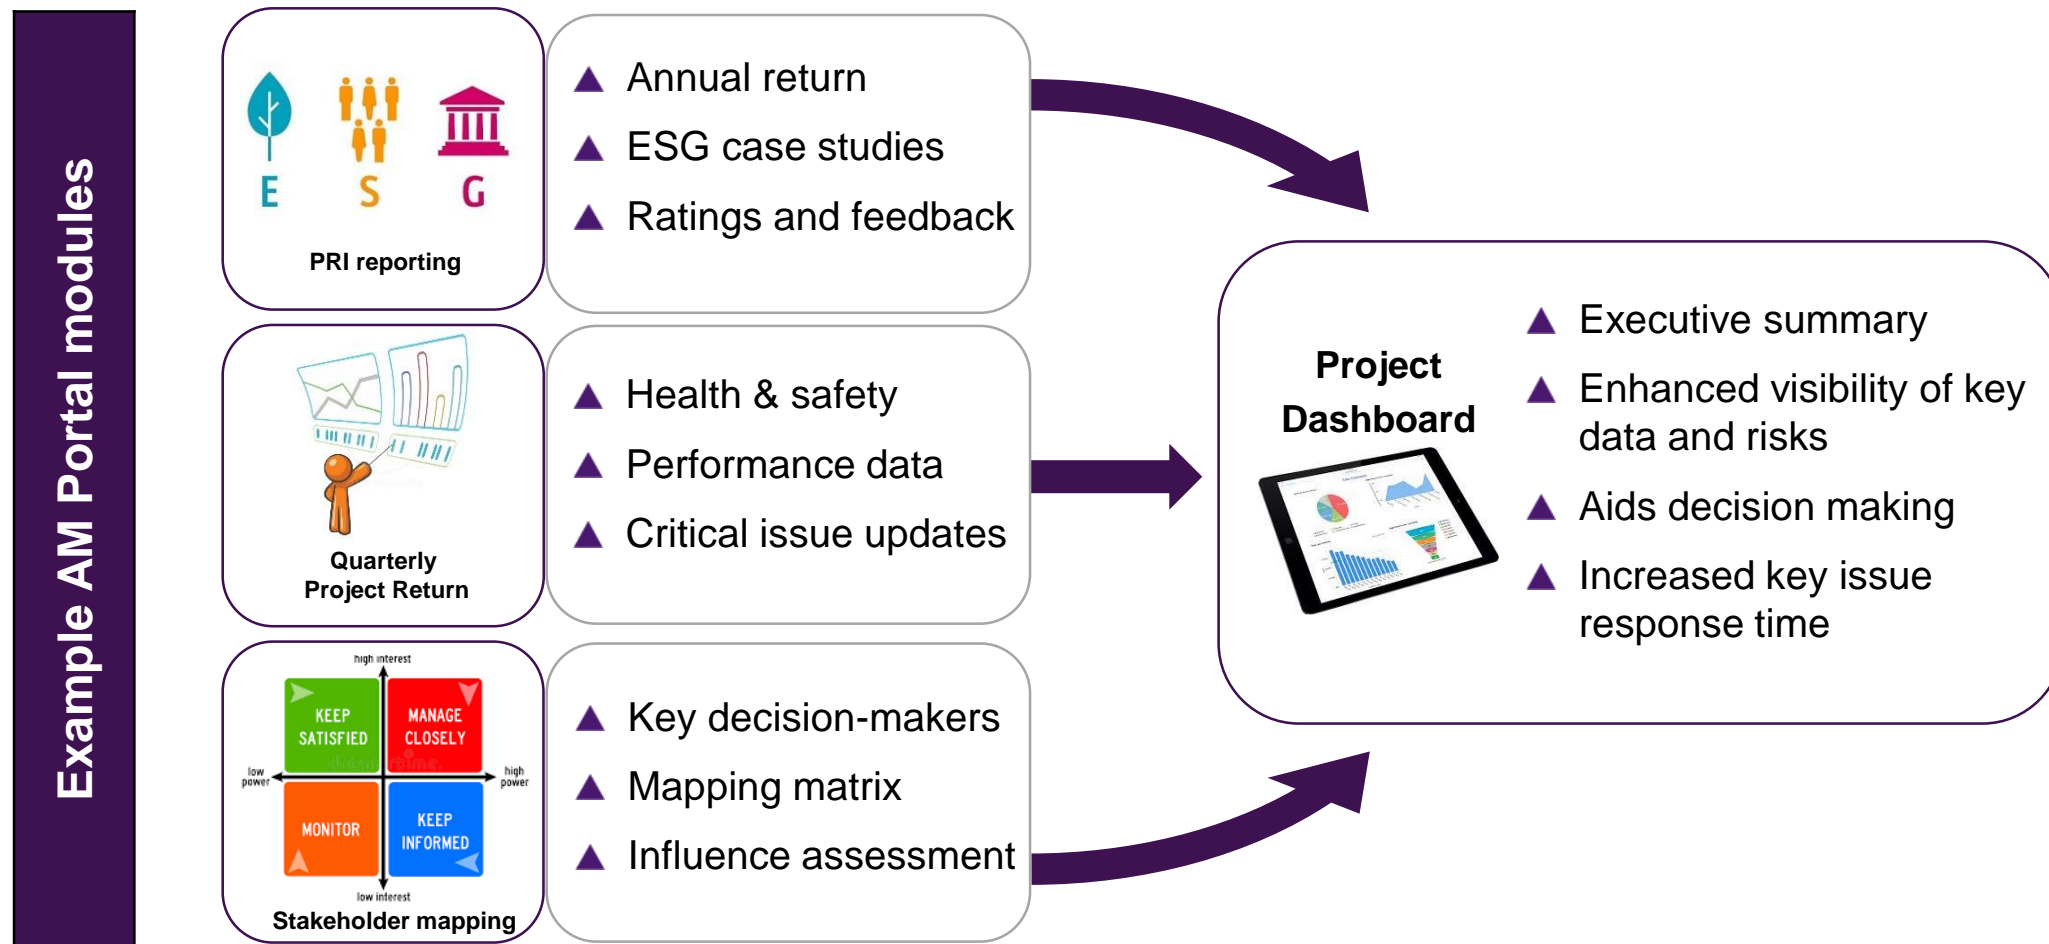 Example AM Portal modules
E S G
PRI reporting
Annual return
ESG case studies
Ratings and feedback
Quarterly
Project Return
Health & safety
Performance data
Critical issue updates
high interest
KEEP
SATISFIED
MANAGE
CLOSELY
low
power
high
power
MONITOR
KEEP
INFORMED
low interest
Stakeholder mapping
Key decision-makers
Mapping matrix
Influence assessment
Project
Dashboard
Executive summary
Enhanced visibility of key
data and risks
Aids decision making
Increased key issue
response time